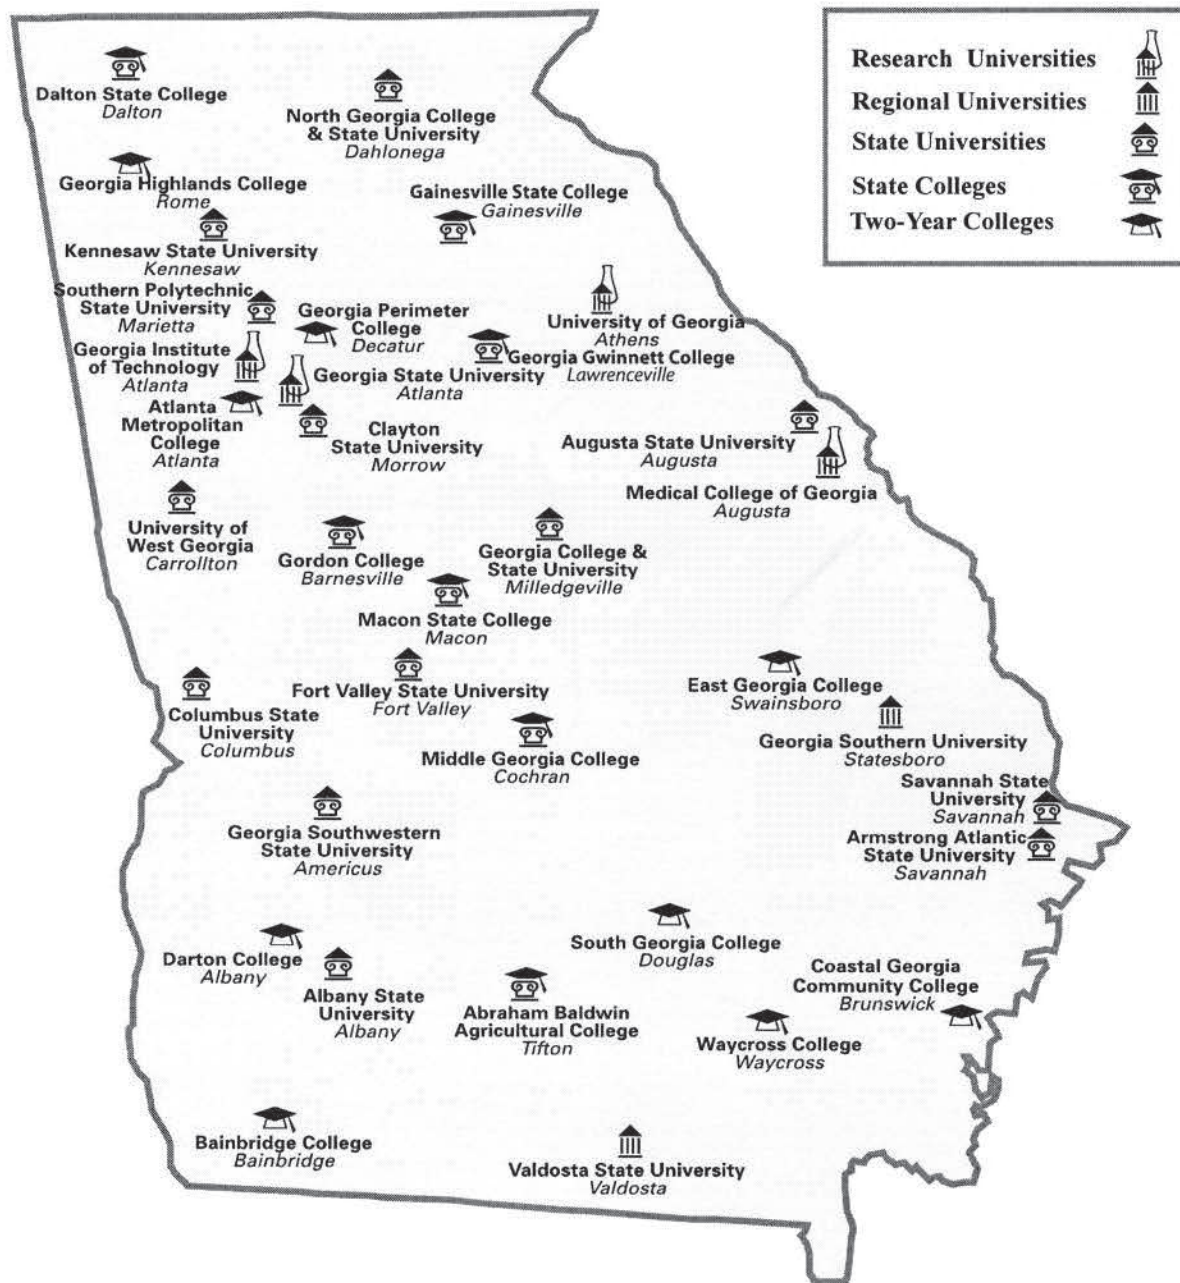 Research Universities
Regional Universities
State Universities
State Colleges
Two-Year Colleges
Dalton State College
Dalton
North Georgia College
& State University
Dahlonega
Georgia Highlands College
Rome
Gainesville State College
Gainesville
Kennesaw State University
Kennesaw
Southern Polytechnic
State University
Marietta
Georgia Perimeter
College
Decatur
University of Georgia
Athens
Georgia Institute
of Technology
Atlanta
Georgia Gwinnett College
Lawrenceville
Georgia State University
Atlanta
Atlanta
Metropolitan
College
Atlanta
Clayton
State University
Morrow
Augusta State University
Augusta
Medical College of Georgia
Augusta
University of
West Georgia
Carrollton
Gordon College
Barnesville
Georgia College &
State University
Milledgeville
Macon State College
Macon
Fort Valley State University
Fort Valley
East Georgia College
Swainsboro
Columbus State
University
Columbus
Middle Georgia College
Cochran
Georgia Southern University
Statesboro
Savannah State
University
Savannah
Georgia Southwestern
State University
Americus
Armstrong Atlantic
State University
Savannah
South Georgia College
Douglas
Darton College
Albany
Albany State
University
Albany
Abraham Baldwin
Agricultural College
Tifton
Coastal Georgia
Community College
Brunswick
Waycross College
Waycross
Bainbridge College
Bainbridge
Valdosta State University
Valdosta